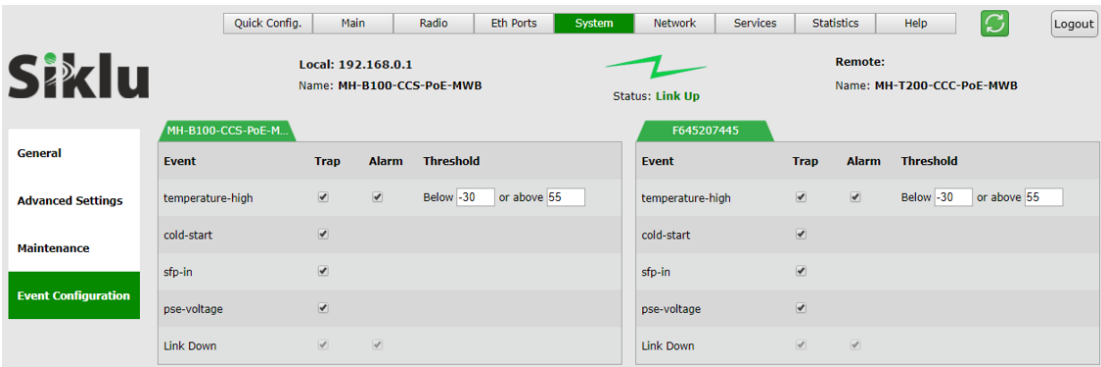 Quick Config. Main Radio Eth Ports System Network Services Statistics Help Logout
Siklu
Local: 192.168.0.1
Name: MH-B100-CCS-PoE-MWB
Status: Link Up
Remote:
Name: MH-T200-CCC-PoE-MWB
General
Advanced Settings
Maintenance
Event Configuration
MH-B100-CCS-PoE-M...
Event Trap Alarm Threshold
temperature-high Below -30 or above 55
cold-start
sfp-in
pse-voltage
Link Down
F645207445
Event Trap Alarm Threshold
temperature-high Below -30 or above 55
cold-start
sfp-in
pse-voltage
Link Down